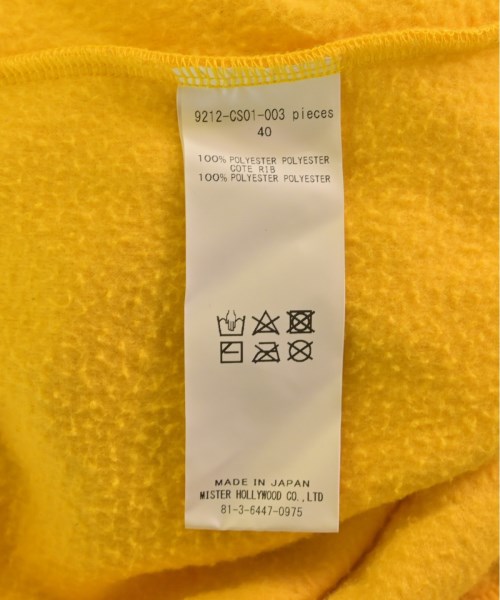 9212-CS01-003 pieces
40
100% POLYESTER POLYESTER
COTE RIB
100% POLYESTER POLYESTER
MADE IN JAPAN
MISTER HOLLYWOOD CO.,LTD
81-3-6447-0975